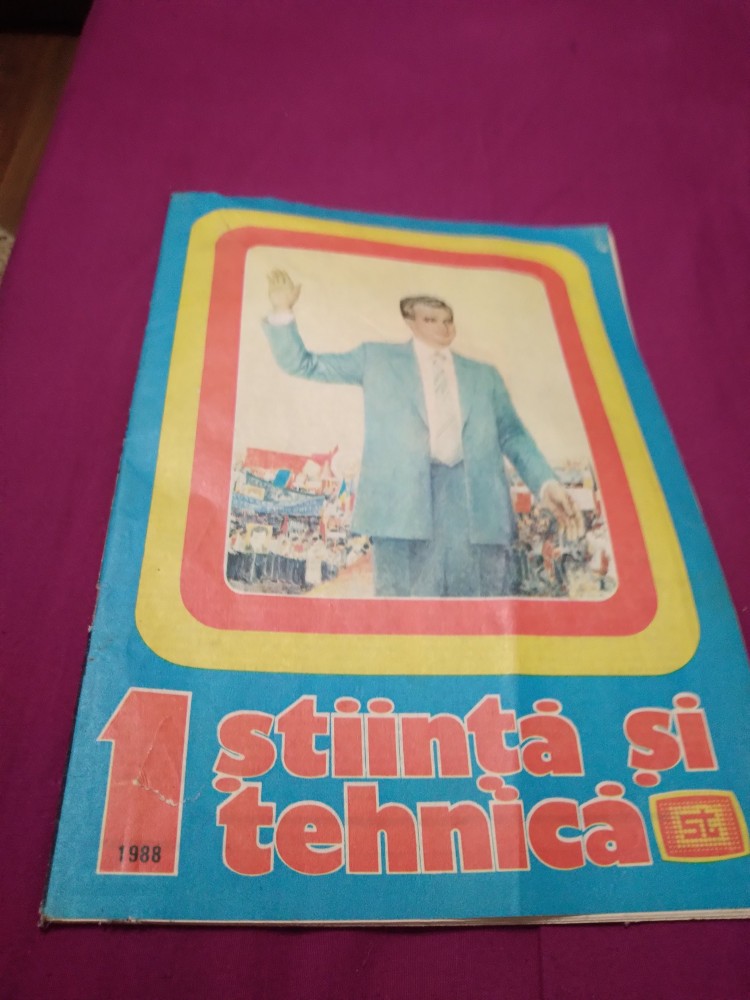 1 știință și
1988 tehnică st